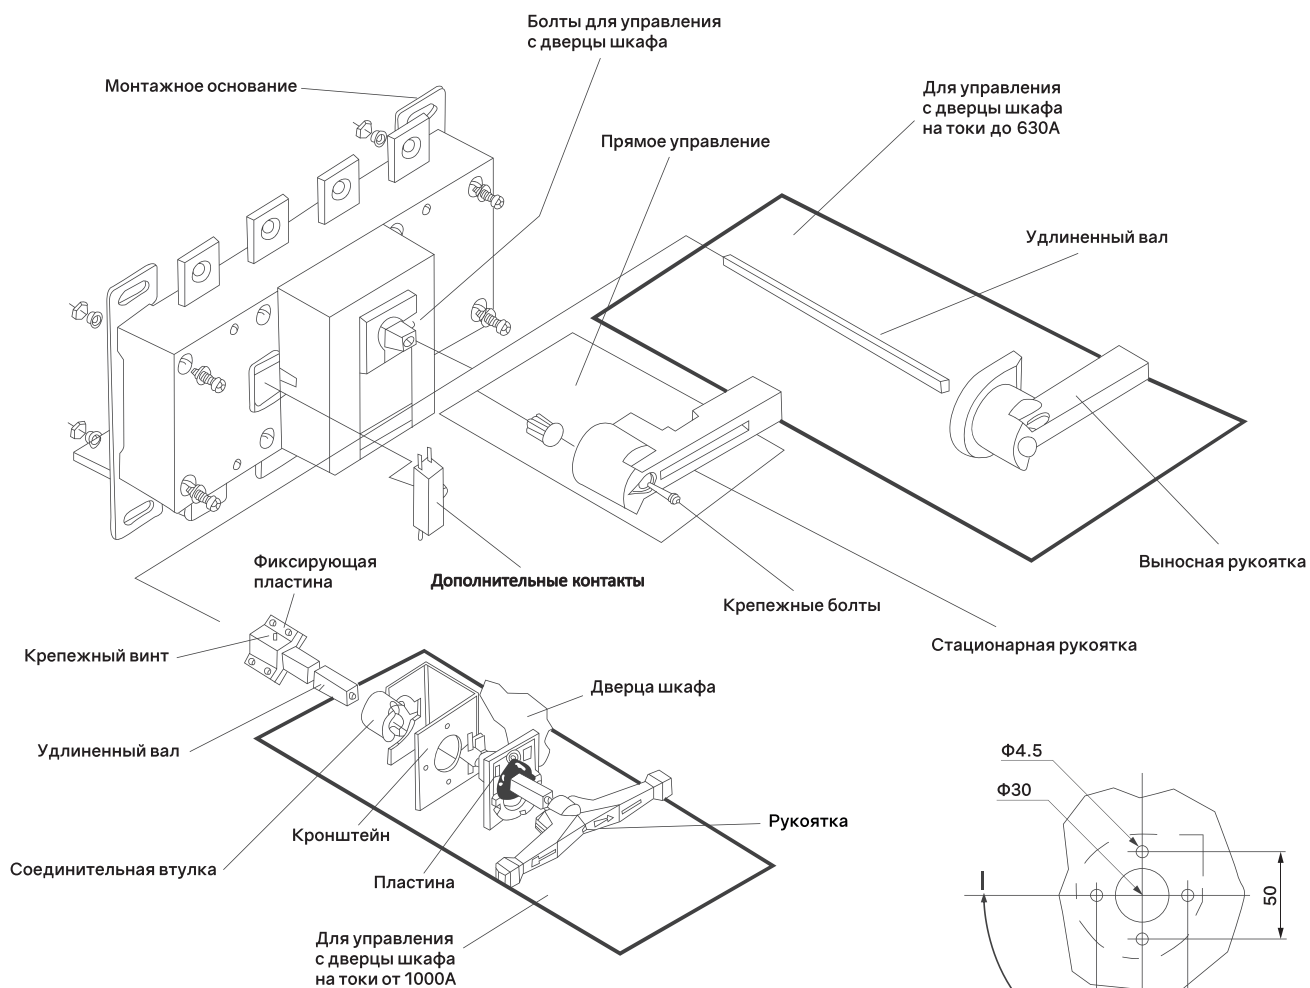 Болты для управления
с дверцы шкафа
Монтажное основание
Для управления
с дверцы шкафа
на токи до 630А
Прямое управление
Удлиненный вал
Фиксирующая
пластина
Дополнительные контакты
Выносная рукоятка
Крепежные болты
Стационарная рукоятка
Крепежный винт
Дверца шкафа
Удлиненный вал
Ф4.5
Ф30
Рукоятка
Кронштейн
Соединительная втулка
Пластина
I
50
Для управления
с дверцы шкафа
на токи от 1000А